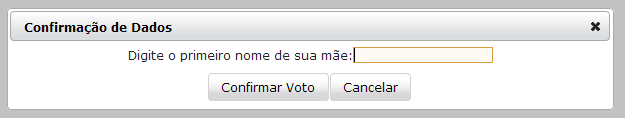 Confirmação de Dados
Digite o primeiro nome de sua mãe:
Confirmar Voto Cancelar